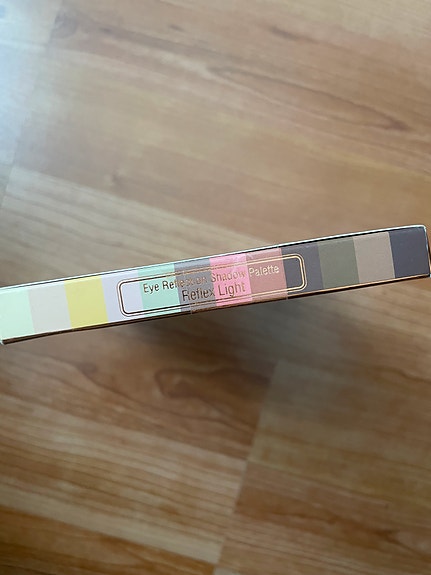 Eye Reflection Shadow Palette
Reflex Light